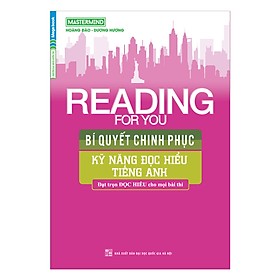 MASTERMIND
HOÀNG ĐẠO - DƯƠNG HƯƠNG
READING
FOR YOU
BÍ QUYẾT CHINH PHỤC
KỸ NĂNG ĐỌC HIỂU
TIẾNG ANH
Đạt trọn ĐỌC HIỂU cho mọi bài thi
NHÀ XUẤT BẢN ĐẠI HỌC QUỐC GIA HÀ NỘI